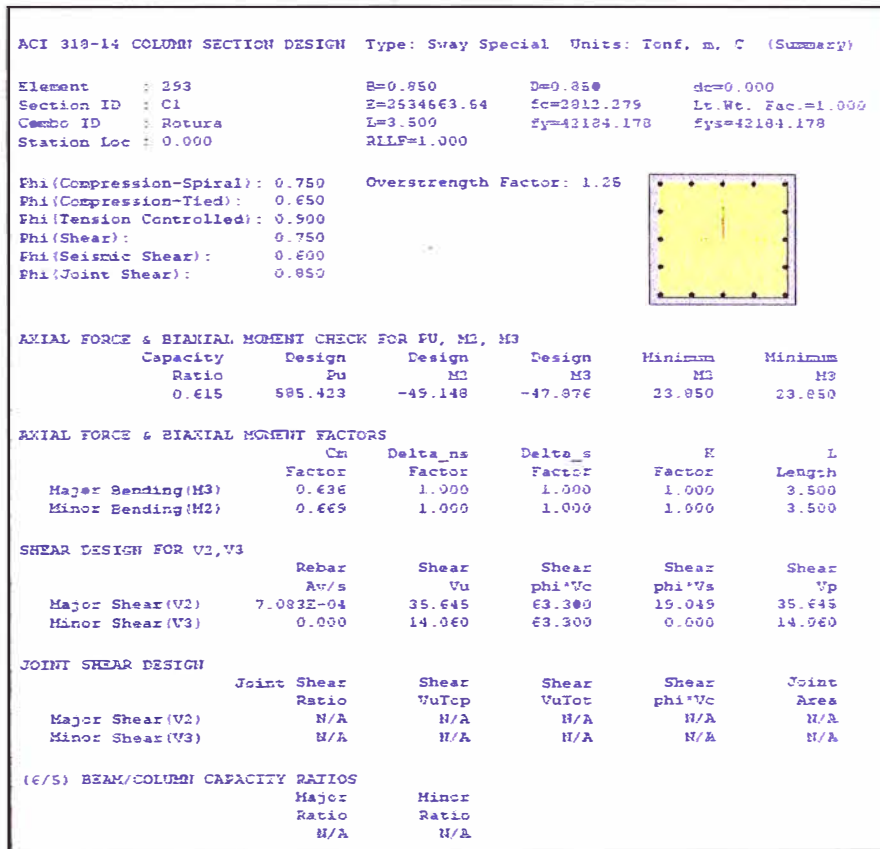 ACI 318-14 COLUMN SECTION DESIGN Type: Sway Special Units: Tonf, m, C (Summary)
Element : 293 B=0.850 D=0.850 dc=0.000
Section ID : C1 E=2534563.64 fc=2812.279 Lt.Wt. Fac.=1.000
Combo ID : Rotura L=3.500 fy=42184.178 fys=42184.178
Station Loc : 0.000 RLLF=1.000
Phi(Compression-Spiral): 0.750 Overstrength Factor: 1.25
Phi(Compression-Tied): 0.650
Phi(Tension Controlled): 0.900
Phi(Shear): 0.750
Phi(Seismic Shear): 0.600
Phi(Joint Shear): 0.850
AXIAL FORCE & BIAXIAL MOMENT CHECK FOR PU, M2, M3
Capacity Design Design Design Minimum Minimum
Ratio Pu M2 M3 M2 M3
0.615 585.423 -49.148 -47.876 23.850 23.850
AXIAL FORCE & BIAXIAL MOMENT FACTORS
Cm Delta_ns Delta_s K L
Factor Factor Factor Factor Length
Major Bending(M3) 0.636 1.000 1.000 1.000 3.500
Minor Bending(M2) 0.669 1.000 1.000 1.000 3.500
SHEAR DESIGN FOR V2,V3
Rebar Shear Shear Shear Shear
Av/s Vu phi*Vc phi*Vs Vp
Major Shear(V2) 7.083E-04 35.645 63.300 19.049 35.645
Minor Shear(V3) 0.000 14.060 63.300 0.000 14.060
JOINT SHEAR DESIGN
Joint Shear Shear Shear Shear Joint
Ratio VuTop VuTot phi*Vc Area
Major Shear(V2) N/A N/A N/A N/A N/A
Minor Shear(V3) N/A N/A N/A N/A N/A
(6/5) BEAM/COLUMN CAPACITY RATIOS
Major Minor
Ratio Ratio
N/A N/A